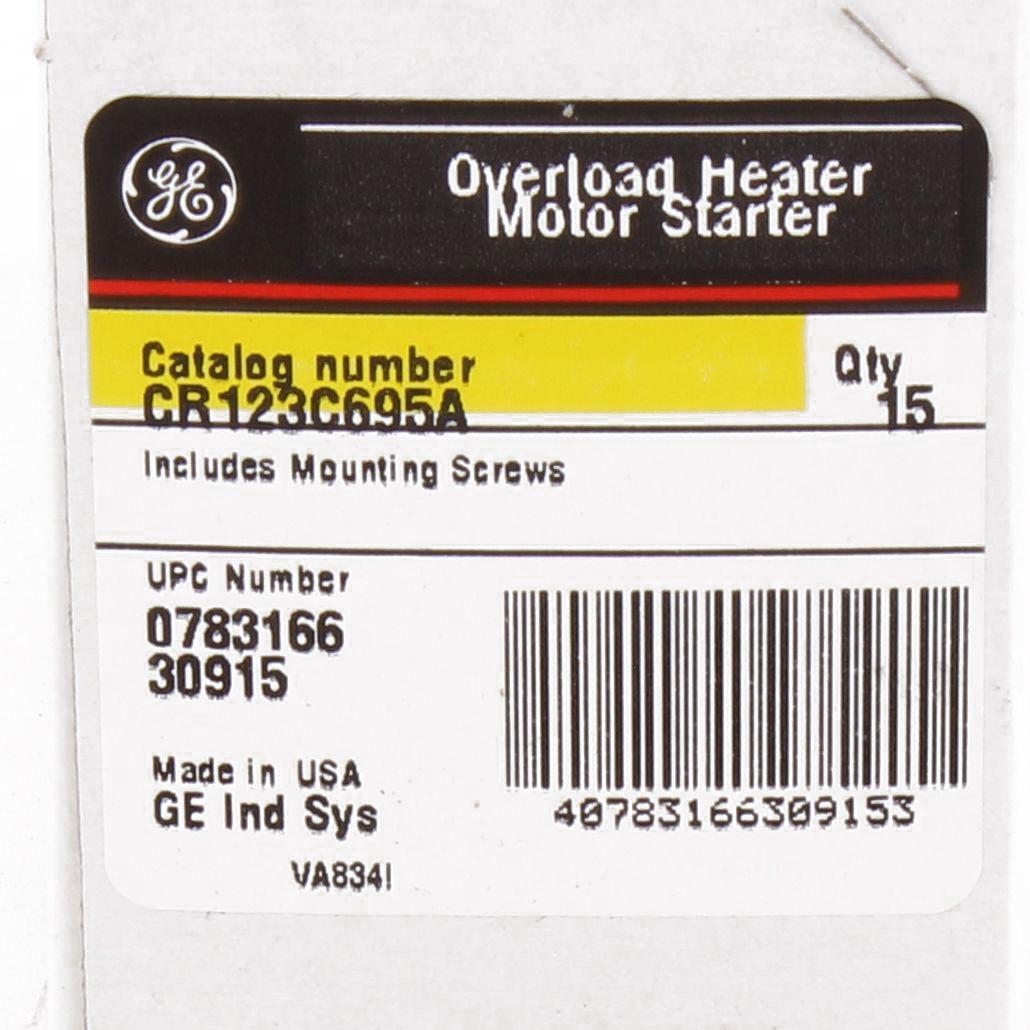 GE
Overload Heater
Motor Starter
Catalog number
CR123C695A
Qty
15
Includes Mounting Screws
UPC Number
0783166
30915
Made in USA
GE Ind Sys
40783166309153
VA834I